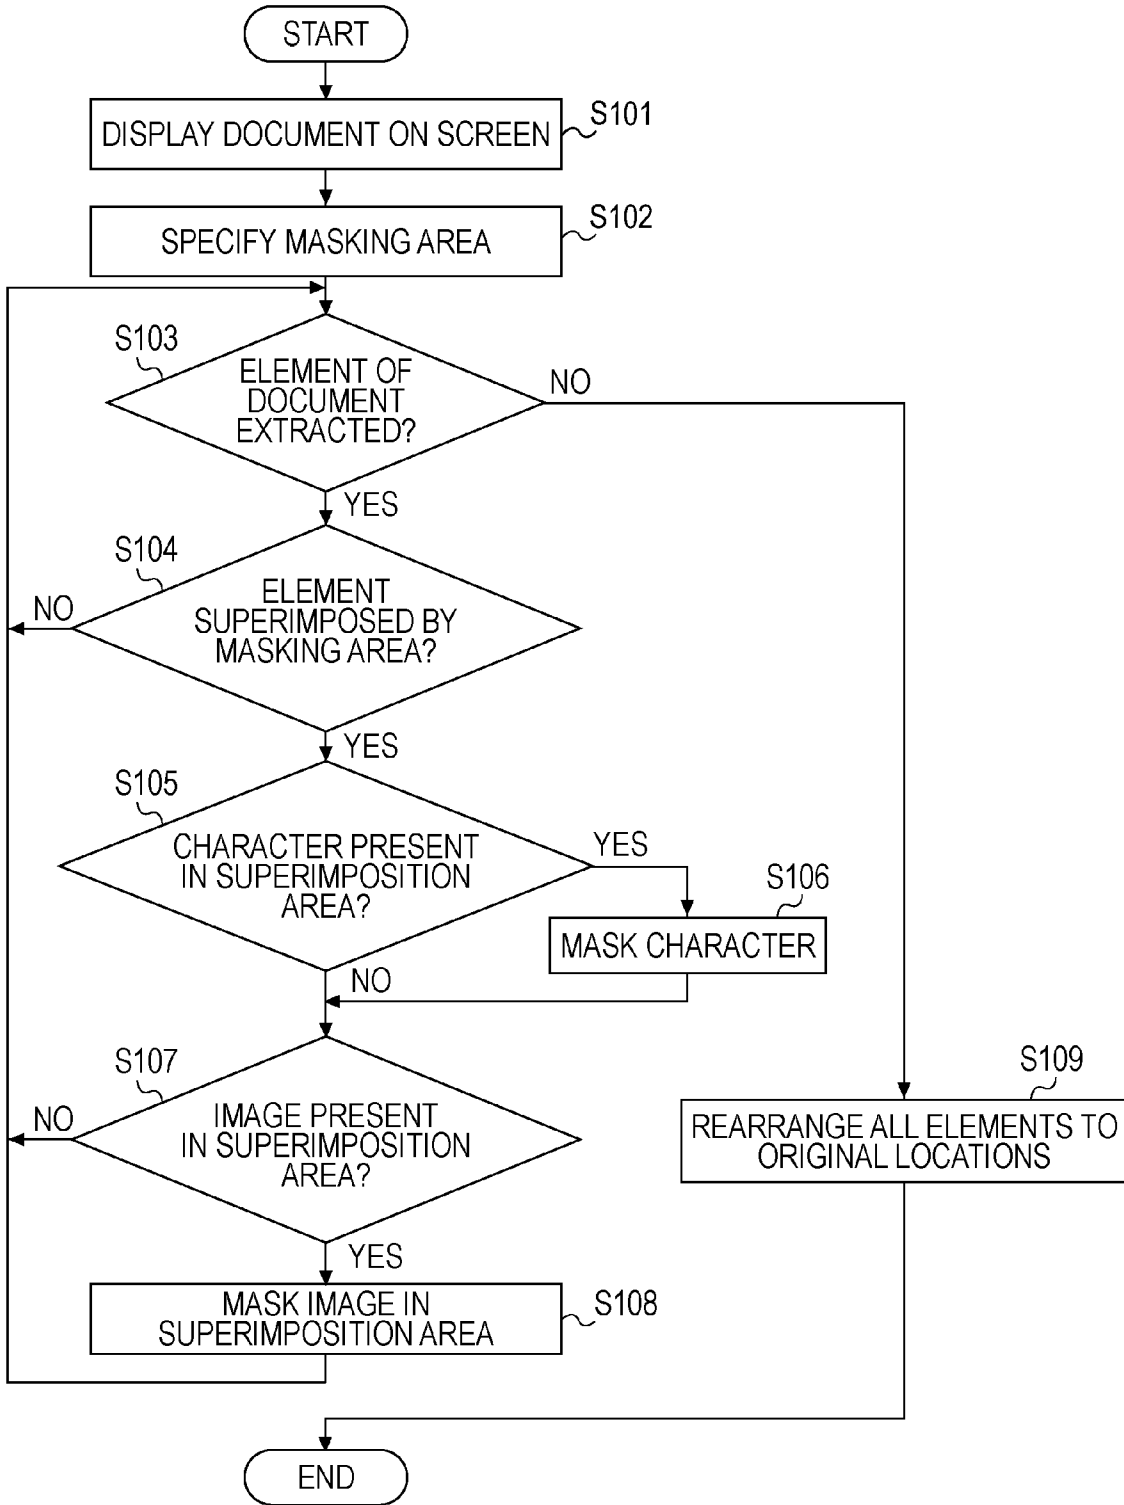 START
DISPLAY DOCUMENT ON SCREEN
S101
SPECIFY MASKING AREA
S102
S103
ELEMENT OF
DOCUMENT
EXTRACTED?
NO
YES
S104
ELEMENT
SUPERIMPOSED BY
MASKING AREA?
NO
YES
S105
CHARACTER PRESENT
IN SUPERIMPOSITION
AREA?
YES
S106
MASK CHARACTER
NO
S107
IMAGE PRESENT
IN SUPERIMPOSITION
AREA?
NO
YES
S109
REARRANGE ALL ELEMENTS TO
ORIGINAL LOCATIONS
MASK IMAGE IN
SUPERIMPOSITION AREA
S108
END